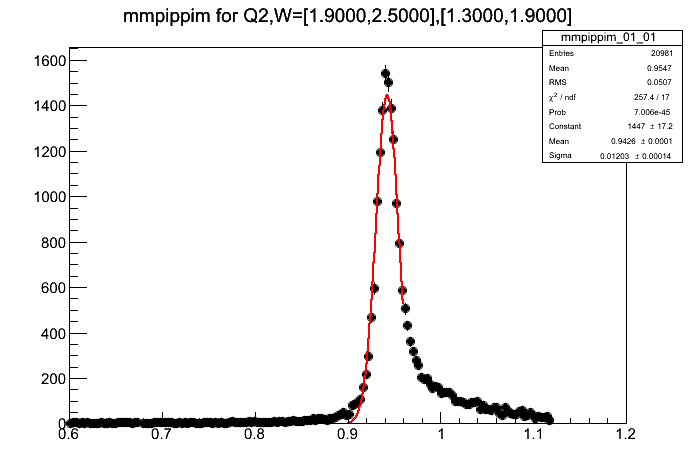 mmpippim for Q2,W=[1.9000,2.5000],[1.3000,1.9000]
mmpippim_01_01
Entries 20981
Mean 0.9547
RMS 0.0507
χ² / ndf 257.4 / 17
Prob 7.006e-45
Constant 1447 ± 17.2
Mean 0.9426 ± 0.0001
Sigma 0.01203 ± 0.00014
1600
1400
1200
1000
800
600
400
200
0
0.6 0.7 0.8 0.9 1 1.1 1.2